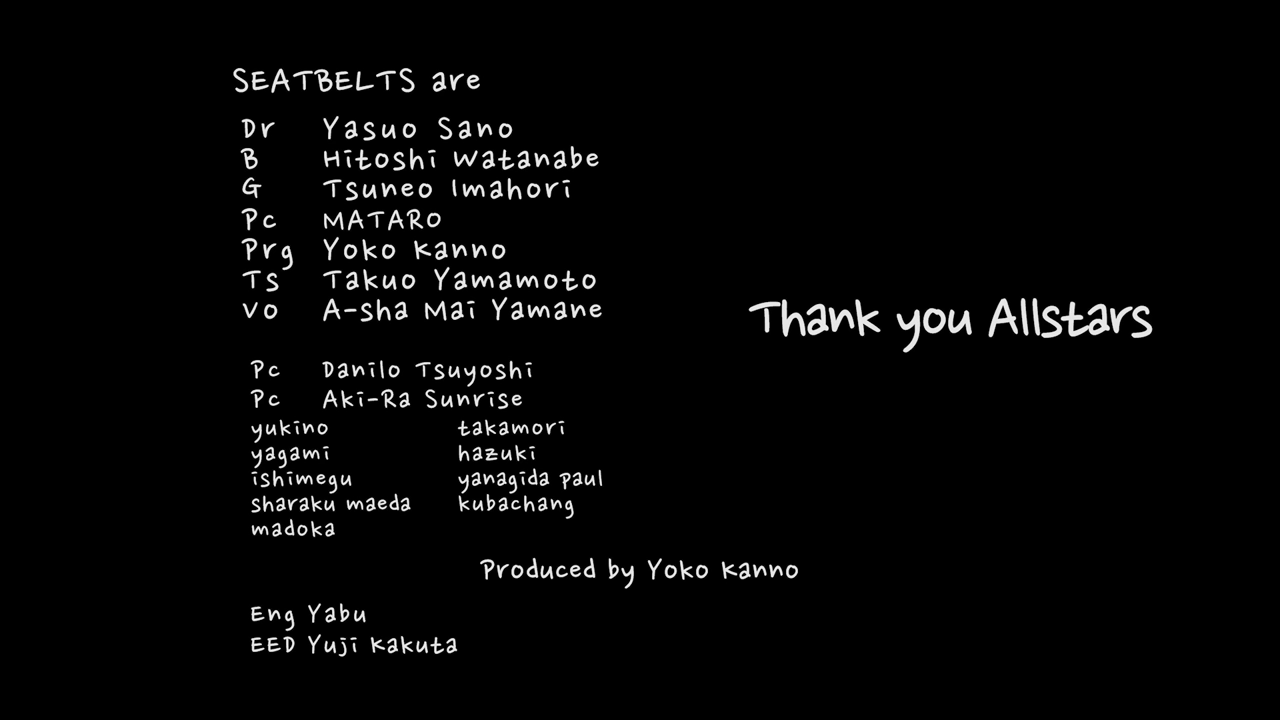 SEATBELTS are
Dr Yasuo Sano
B Hitoshi Watanabe
G Tsuneo Imahori
Pc MATARO
Prg Yoko Kanno
Ts Takuo Yamamoto
Vo A-sha Mai Yamane
Thank you Allstars
Pc Danilo Tsuyoshi
Pc Aki-Ra Sunrise
yukino takamori
yagami hazuki
ishimegu yanagida paul
sharaku maeda kubachang
madoka
Produced by Yoko Kanno
Eng Yabu
EED Yuji Kakuta